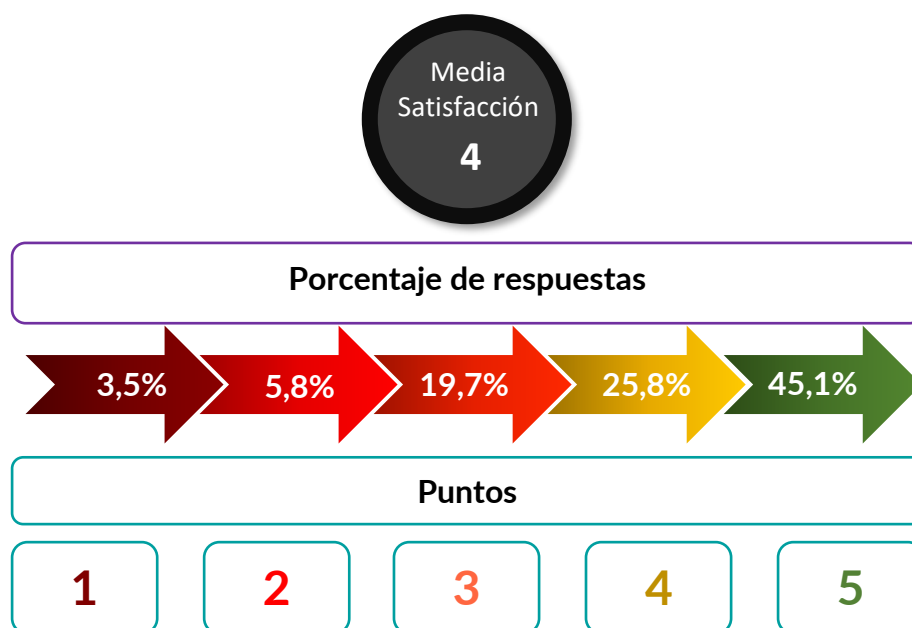 Media
Satisfacción
4
Porcentaje de respuestas
3,5% 5,8% 19,7% 25,8% 45,1%
Puntos
1 2 3 4 5